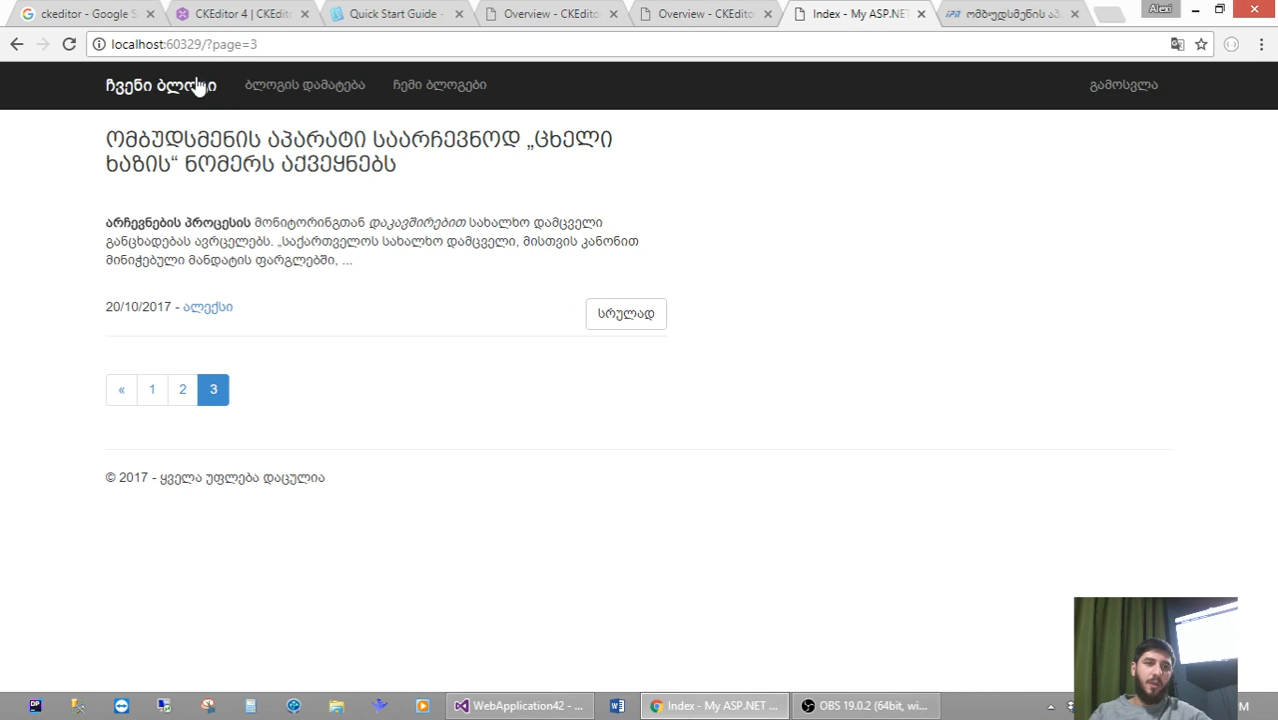 ckeditor - Google S
CKEditor 4 | CKEdit
Quick Start Guide -
Overview - CKEdito
Overview - CKEdito
Index - My ASP.NET
ომბუდსმენის აპ
Alexi
localhost:60329/?page=3
ჩვენი ბლოგი
ბლოგის დამატება
ჩემი ბლოგები
გამოსვლა
ომბუდსმენის აპარატი საარჩევნოდ „ცხელი
ხაზის“ ნომერს აქვეყნებს
არჩევნების პროცესის მონიტორინგთან დაკავშირებით სახალხო დამცველი
განცხადებას ავრცელებს. „საქართველოს სახალხო დამცველი, მისთვის კანონით
მინიჭებული მანდატის ფარგლებში, ...
20/10/2017 - ალექსი
სრულად
« 1 2 3
© 2017 - ყველა უფლება დაცულია
WebApplication42 - ...
Index - My ASP.NET ...
OBS 19.0.2 (64bit, wi...